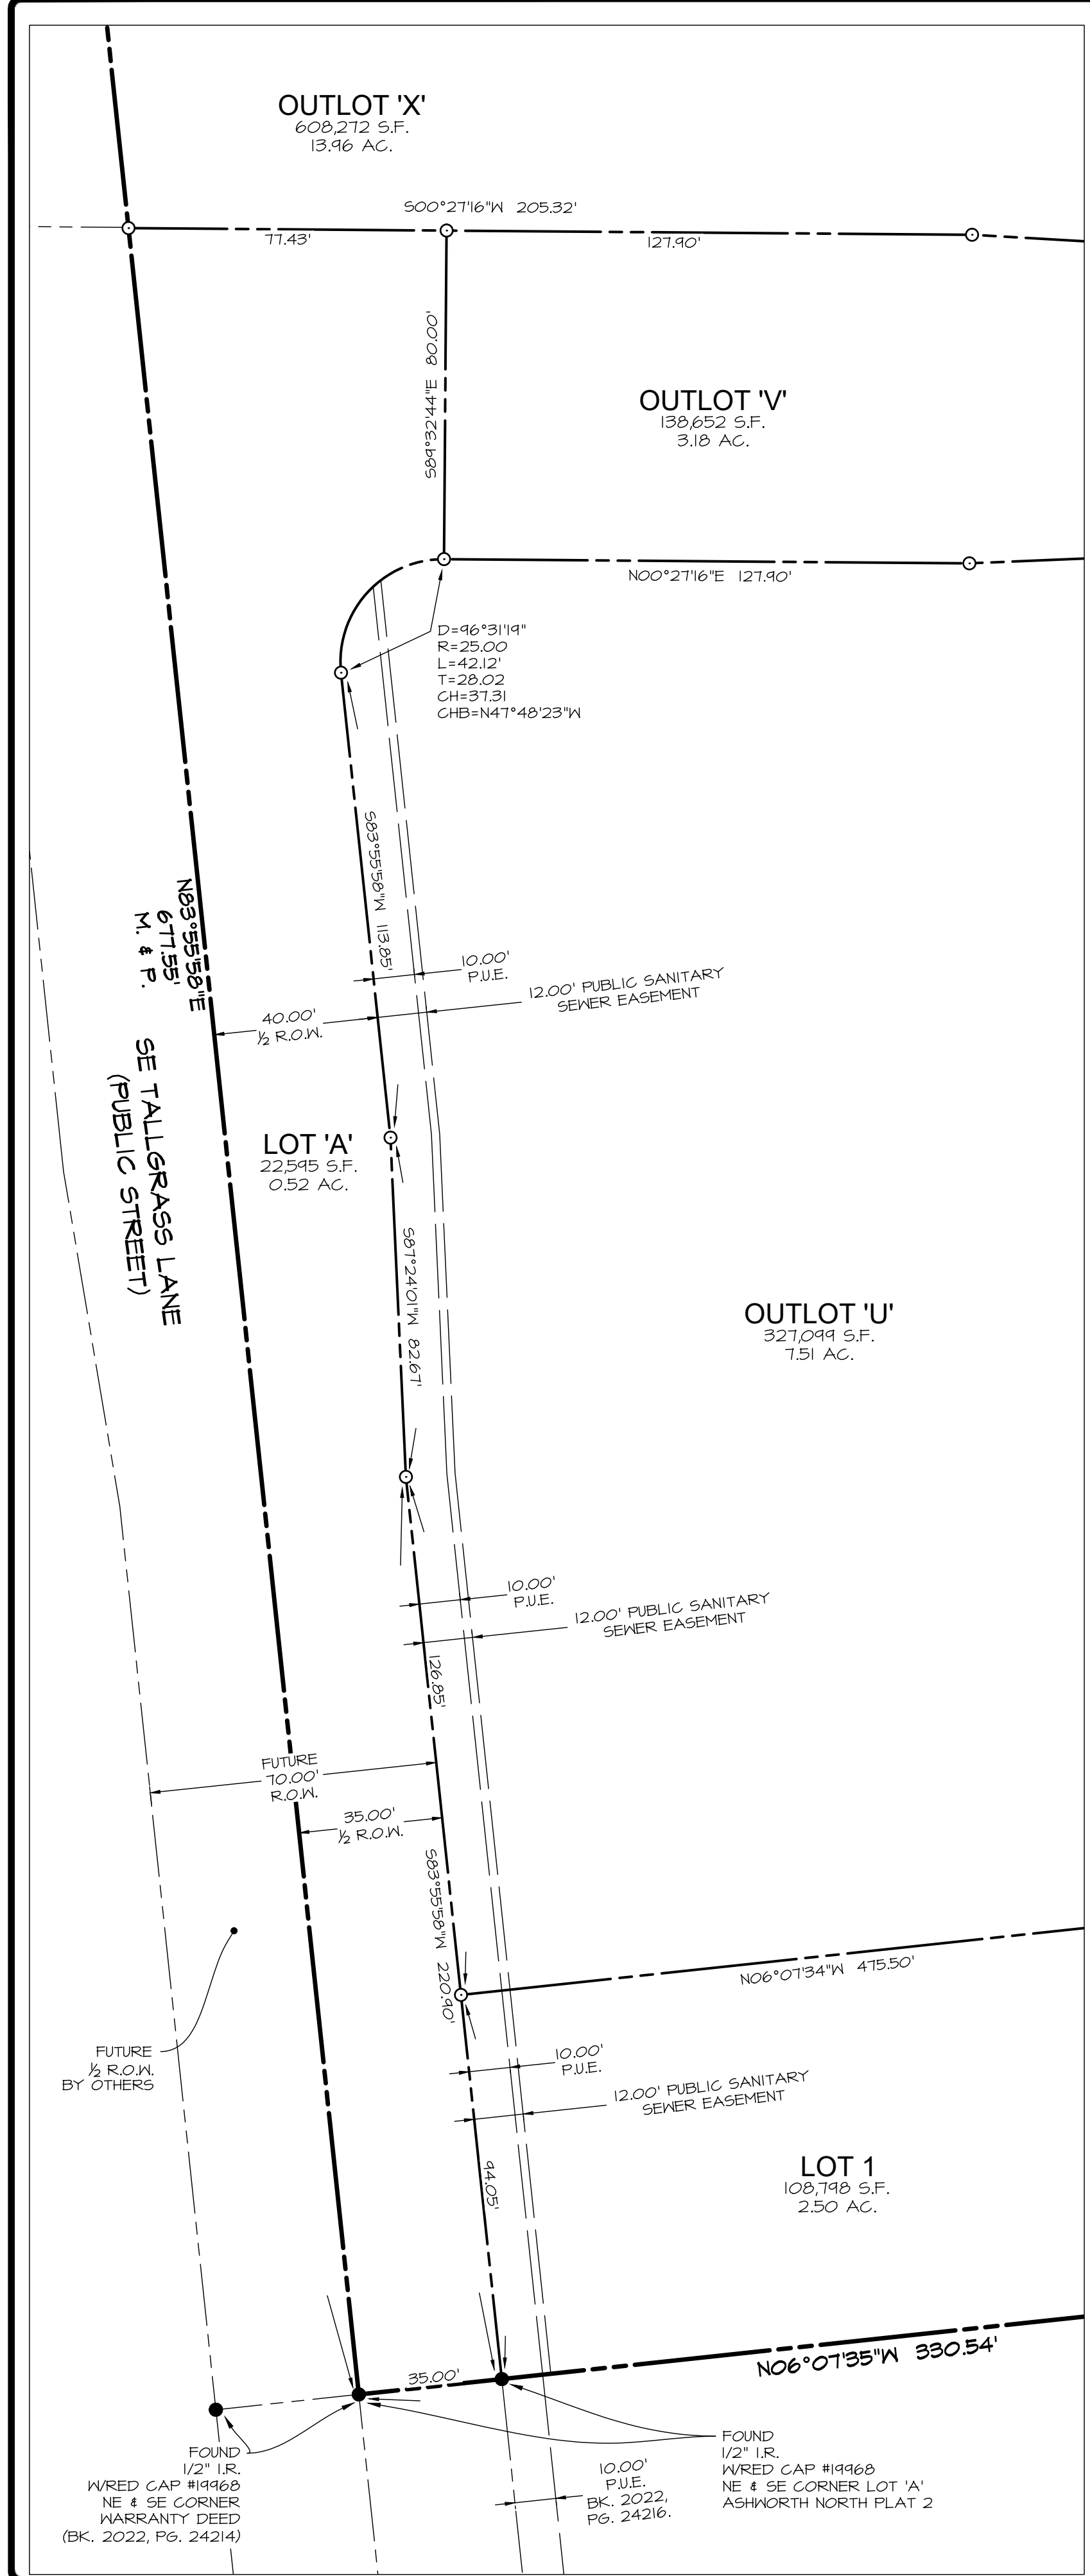 OUTLOT 'X'
608,272 S.F.
13.96 AC.
S00°27'16"W 205.32'
77.43'
127.90'
S89°32'44"E 80.00'
OUTLOT 'V'
138,652 S.F.
3.18 AC.
N00°27'16"E 127.90'
D=96°31'19"
R=25.00
L=42.12'
T=28.02
CH=37.31
CHB=N47°48'23"W
S83°55'58"W 113.85'
N83°55'58"E
677.55'
M. & P.
10.00'
P.U.E.
12.00' PUBLIC SANITARY
SEWER EASEMENT
40.00'
½ R.O.W.
SE TALLGRASS LANE
(PUBLIC STREET)
LOT 'A'
22,595 S.F.
0.52 AC.
S87°24'01"W 82.67'
OUTLOT 'U'
327,099 S.F.
7.51 AC.
10.00'
P.U.E.
12.00' PUBLIC SANITARY
SEWER EASEMENT
126.85'
FUTURE
70.00'
R.O.W.
35.00'
½ R.O.W.
S83°55'58"W 220.90'
N06°07'34"W 475.50'
FUTURE
½ R.O.W.
BY OTHERS
10.00'
P.U.E.
12.00' PUBLIC SANITARY
SEWER EASEMENT
94.05'
LOT 1
108,798 S.F.
2.50 AC.
35.00'
N06°07'35"W 330.54'
FOUND
1/2" I.R.
W/RED CAP #19968
NE & SE CORNER
WARRANTY DEED
(BK. 2022, PG. 24214)
10.00'
P.U.E.
BK. 2022,
PG. 24216.
FOUND
1/2" I.R.
W/RED CAP #19968
NE & SE CORNER LOT 'A'
ASHWORTH NORTH PLAT 2